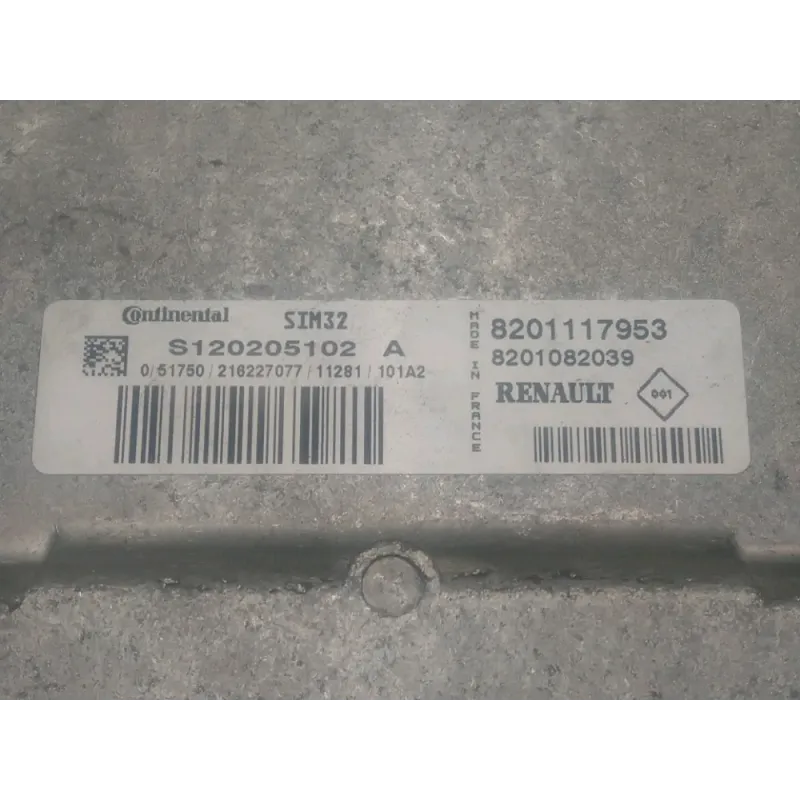 Continental SIM32
S120205102 A
0/51750/216227077/11281/101A2
MADE IN FRANCE
8201117953
8201082039
RENAULT 001